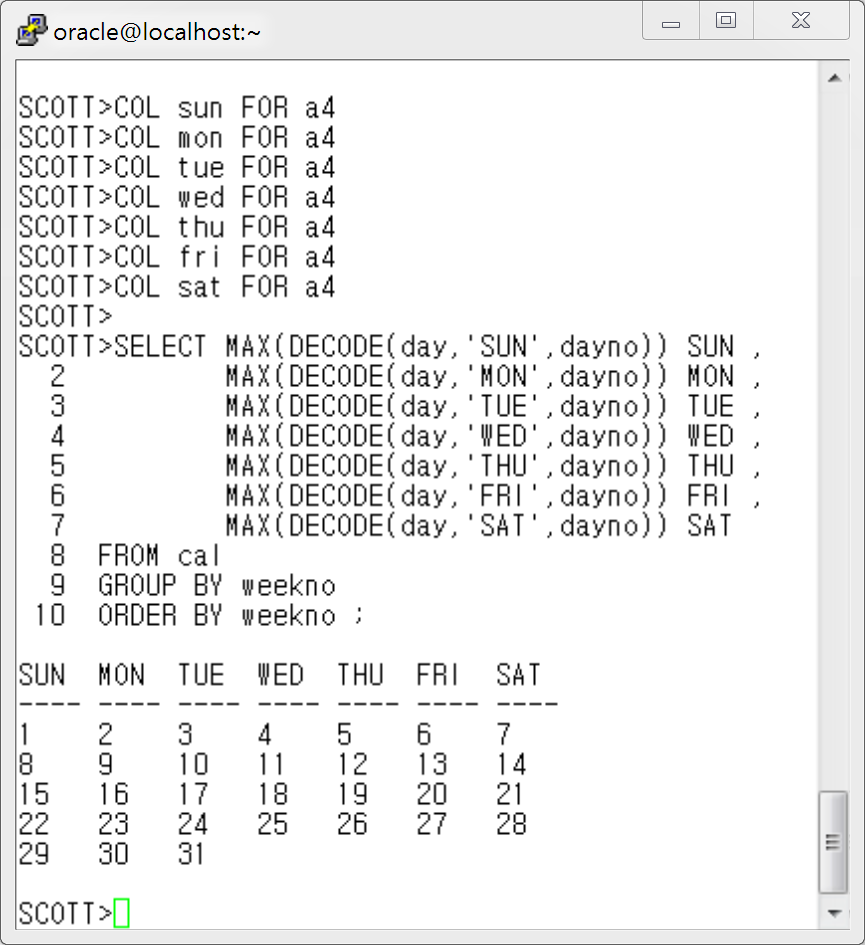 oracle@localhost:~
SCOTT>COL sun FOR a4
SCOTT>COL mon FOR a4
SCOTT>COL tue FOR a4
SCOTT>COL wed FOR a4
SCOTT>COL thu FOR a4
SCOTT>COL fri FOR a4
SCOTT>COL sat FOR a4
SCOTT>
SCOTT>SELECT MAX(DECODE(day,'SUN',dayno)) SUN ,
  2          MAX(DECODE(day,'MON',dayno)) MON ,
  3          MAX(DECODE(day,'TUE',dayno)) TUE ,
  4          MAX(DECODE(day,'WED',dayno)) WED ,
  5          MAX(DECODE(day,'THU',dayno)) THU ,
  6          MAX(DECODE(day,'FRI',dayno)) FRI ,
  7          MAX(DECODE(day,'SAT',dayno)) SAT
  8  FROM cal
  9  GROUP BY weekno
 10  ORDER BY weekno ;
SUN  MON  TUE  WED  THU  FRI  SAT
---- ---- ---- ---- ---- ---- ----
1    2    3    4    5    6    7
8    9    10   11   12   13   14
15   16   17   18   19   20   21
22   23   24   25   26   27   28
29   30   31
SCOTT>